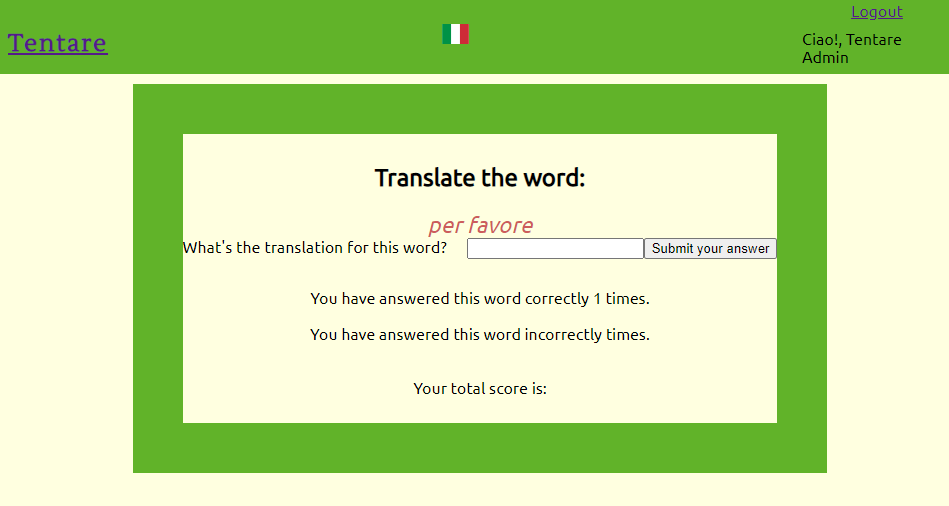 Logout
Tentare
Ciao!, Tentare
Admin
Translate the word:
per favore
What's the translation for this word?
Submit your answer
You have answered this word correctly 1 times.
You have answered this word incorrectly times.
Your total score is: